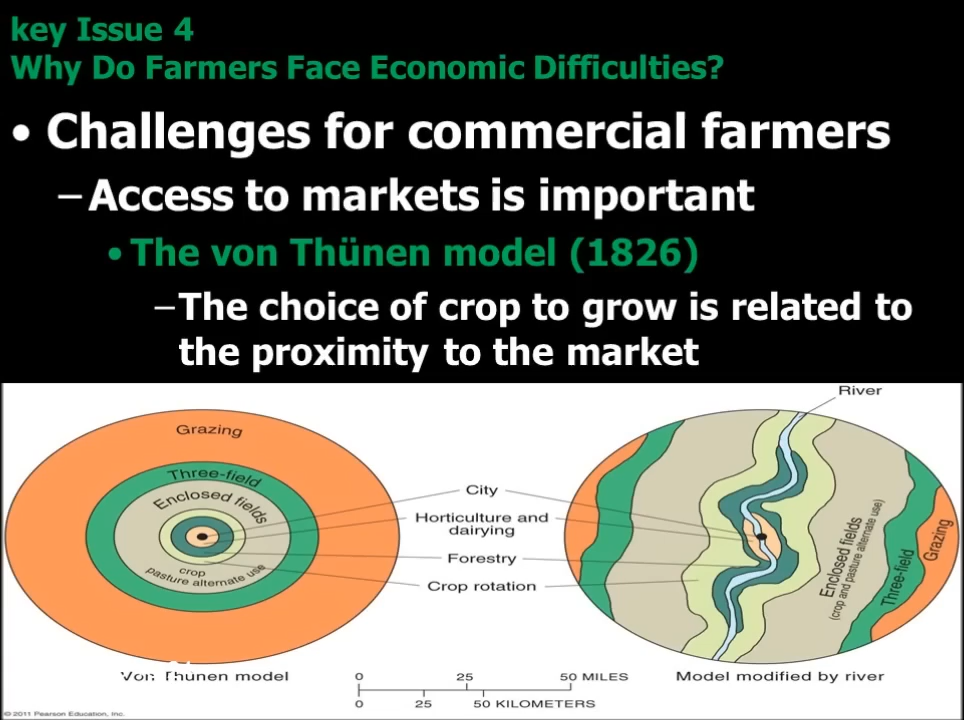 key Issue 4
Why Do Farmers Face Economic Difficulties?
• Challenges for commercial farmers
–Access to markets is important
• The von Thünen model (1826)
–The choice of crop to grow is related to
the proximity to the market
River
Grazing
Three-field
Enclosed fields
crop
pasture alternate use
City
Horticulture and
dairying
Forestry
Crop rotation
Enclosed fields
(crop and pasture alternate use)
Three-field
Grazing
Von Thünen model
0 25 50 MILES
0 25 50 KILOMETERS
Model modified by river
© 2011 Pearson Education, Inc.